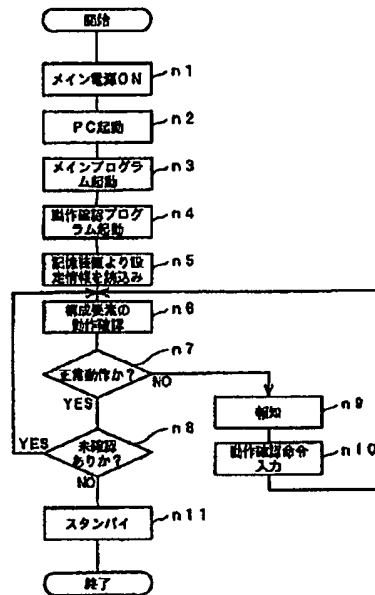 開始
メイン電源ON
n1
PC起動
n2
メインプログラ
ム起動
n3
動作確認プログ
ラム起動
n4
記憶装置より設
定情報を読込み
n5
構成要素の
動作確認
n6
正常動作か?
n7
NO
YES
未確認
ありか?
n8
YES
NO
報知
n9
動作確認命令
入力
n10
スタンバイ
n11
終了